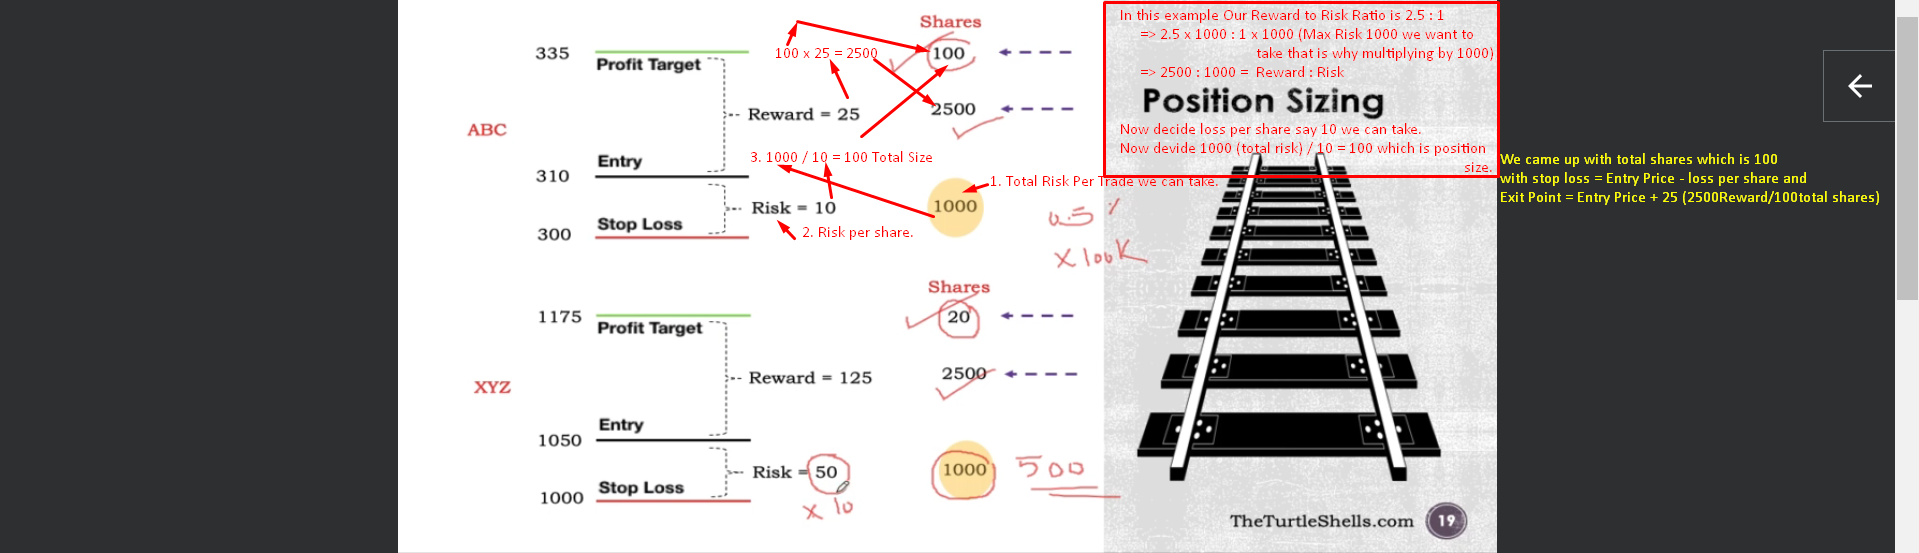 Shares
335
Profit Target
100 x 25 = 2500
100
Reward = 25
2500
ABC
3. 1000 / 10 = 100 Total Size
Entry
310
1. Total Risk Per Trade we can take.
Risk = 10
1000
Stop Loss
2. Risk per share.
300
0.5 %
x 100K
Shares
1175
20
Profit Target
Reward = 125
2500
XYZ
Entry
1050
Risk = 50
1000
500
Stop Loss
1000
x 10
In this example Our Reward to Risk Ratio is 2.5 : 1
=> 2.5 x 1000 : 1 x 1000 (Max Risk 1000 we want to
take that is why multiplying by 1000)
=> 2500 : 1000 = Reward : Risk
Position Sizing
Now decide loss per share say 10 we can take.
Now devide 1000 (total risk) / 10 = 100 which is position
size.
We came up with total shares which is 100
with stop loss = Entry Price - loss per share and
Exit Point = Entry Price + 25 (2500Reward/100total shares)
TheTurtleShells.com
19